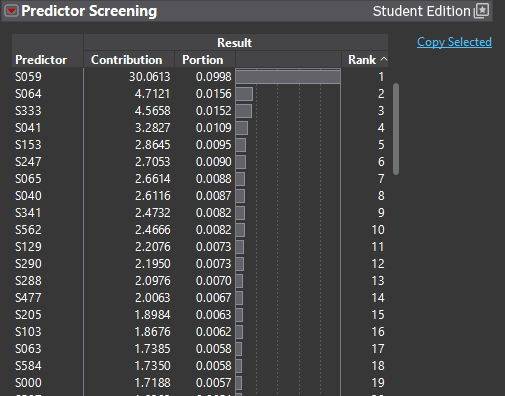 Predictor Screening Student Edition
Copy Selected
Result
Predictor Contribution Portion Rank
S059 30.0613 0.0998 1
S064 4.7121 0.0156 2
S333 4.5658 0.0152 3
S041 3.2827 0.0109 4
S153 2.8645 0.0095 5
S247 2.7053 0.0090 6
S065 2.6614 0.0088 7
S040 2.6116 0.0087 8
S341 2.4732 0.0082 9
S562 2.4666 0.0082 10
S129 2.2076 0.0073 11
S290 2.1950 0.0073 12
S288 2.0976 0.0070 13
S477 2.0063 0.0067 14
S205 1.8984 0.0063 15
S103 1.8676 0.0062 16
S063 1.7385 0.0058 17
S584 1.7350 0.0058 18
S000 1.7188 0.0057 19